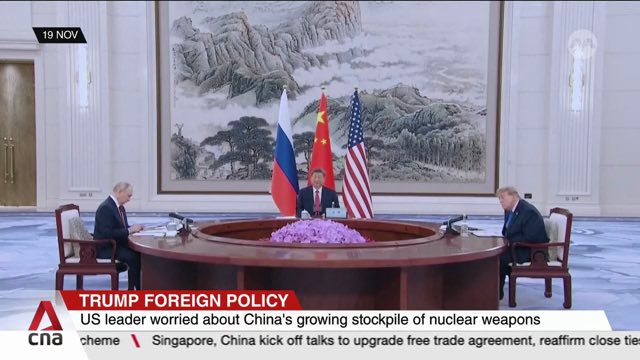 19 NOV
TRUMP FOREIGN POLICY
US leader worried about China's growing stockpile of nuclear weapons
cna
cheme
Singapore, China kick off talks to upgrade free trade agreement, reaffirm close tie